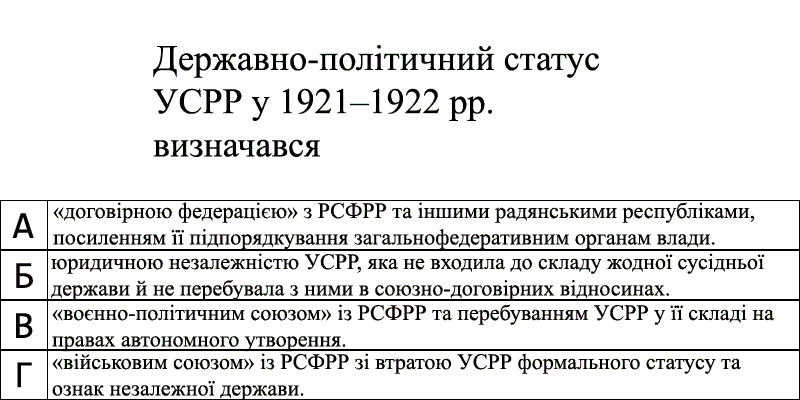 Державно-політичний статус
УСРР у 1921–1922 рр.
визначався
А
«договірною федерацією» з РСФРР та іншими радянськими республіками,
посиленням її підпорядкування загальнофедеративним органам влади.
Б
юридичною незалежністю УСРР, яка не входила до складу жодної сусідньої
держави й не перебувала з ними в союзно-договірних відносинах.
В
«воєнно-політичним союзом» із РСФРР та перебуванням УСРР у її складі на
правах автономного утворення.
Г
«військовим союзом» із РСФРР зі втратою УСРР формального статусу та
ознак незалежної держави.